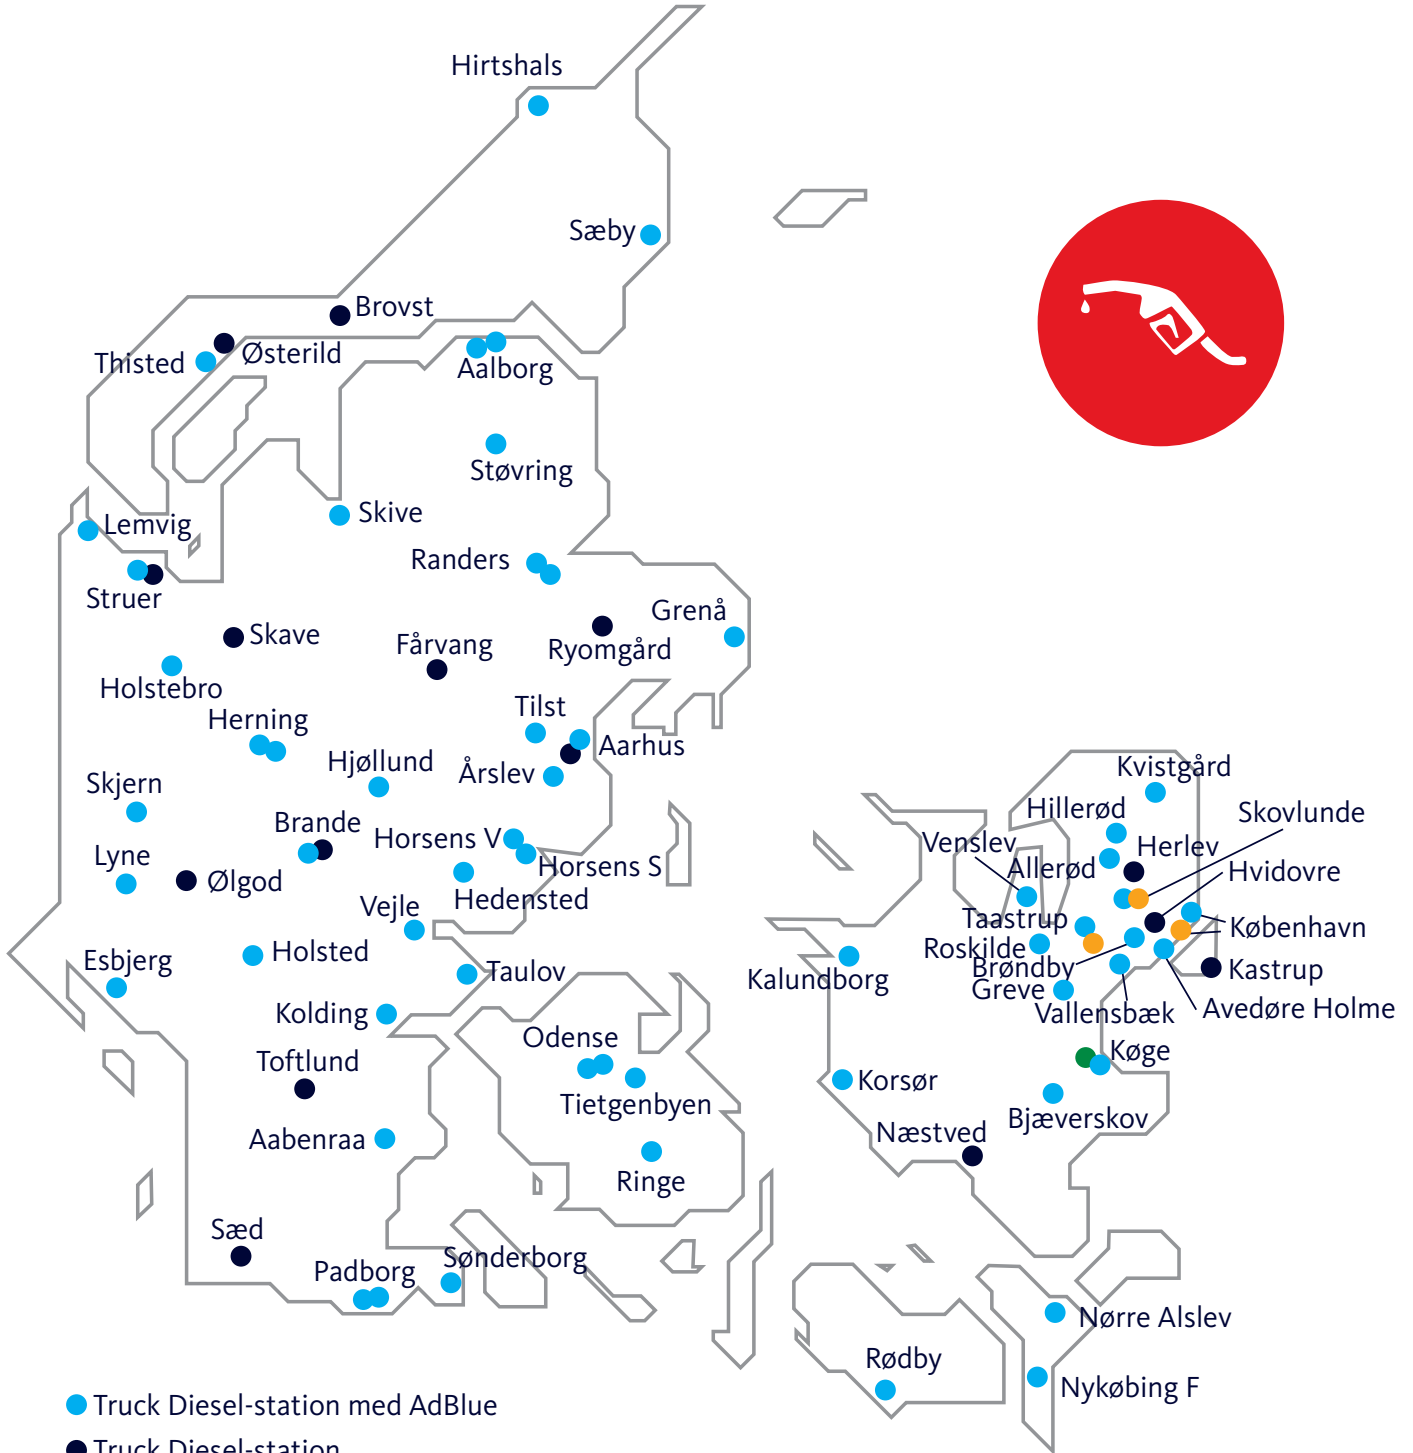 Hirtshals
Sæby
Brovst
Østerild
Thisted
Aalborg
Støvring
Skive
Lemvig
Randers
Struer
Grenå
Skave
Fårvang
Ryomgård
Holstebro
Tilst
Herning
Aarhus
Hjøllund
Årslev
Kvistgård
Skjern
Hillerød
Skovlunde
Brande
Horsens V
Venslev
Herlev
Lyne
Horsens S
Allerød
Hvidovre
Ølgod
Hedensted
Vejle
Taastrup
København
Roskilde
Holsted
Esbjerg
Taulov
Brøndby
Kastrup
Kalundborg
Greve
Avedøre Holme
Kolding
Vallensbæk
Odense
Køge
Toftlund
Korsør
Tietgenbyen
Bjæverskov
Aabenraa
Næstved
Ringe
Sæd
Sønderborg
Padborg
Nørre Alslev
Rødby
Nykøbing F
Truck Diesel-station med AdBlue
Truck Diesel-station